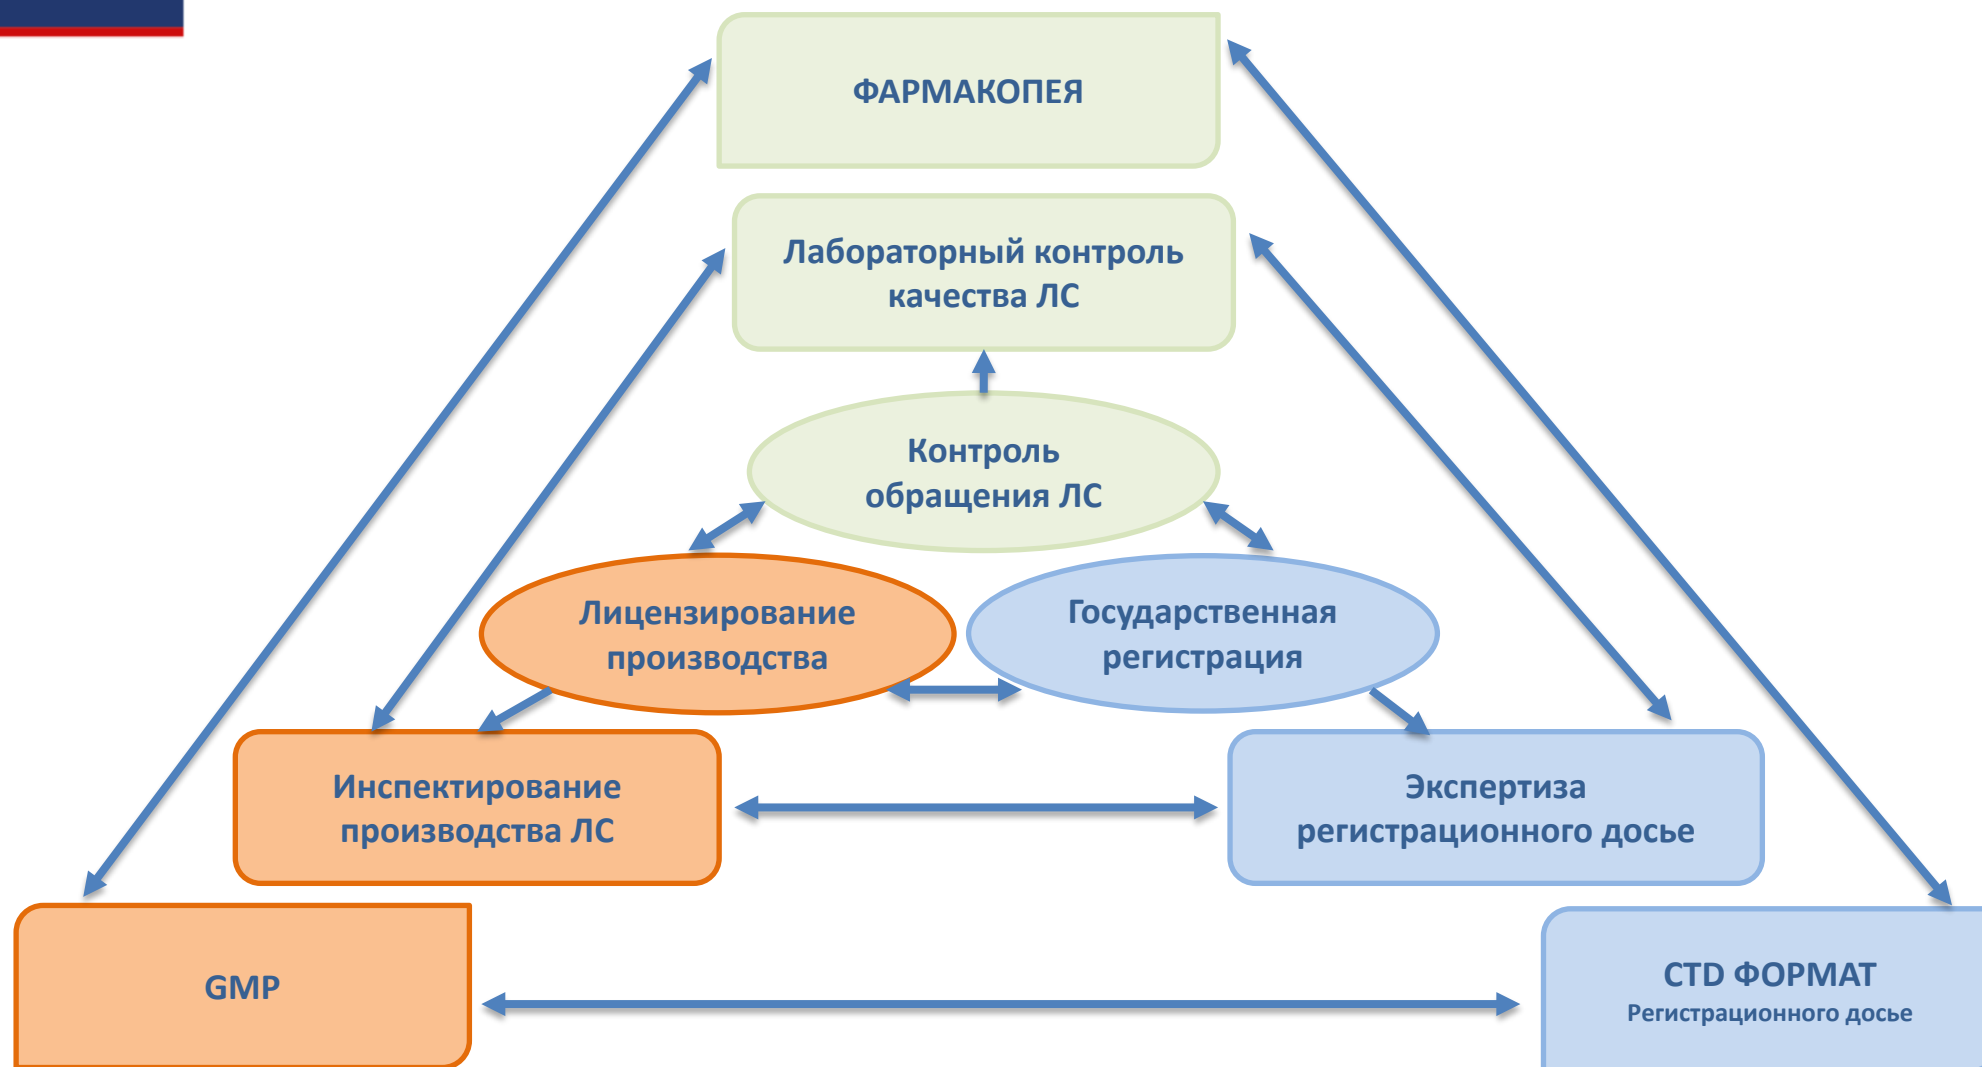 ФАРМАКОПЕЯ
Лабораторный контроль
качества ЛС
Контроль
обращения ЛС
Лицензирование
производства
Государственная
регистрация
Инспектирование
производства ЛС
Экспертиза
регистрационного досье
GMP
CTD ФОРМАТ
Регистрационного досье